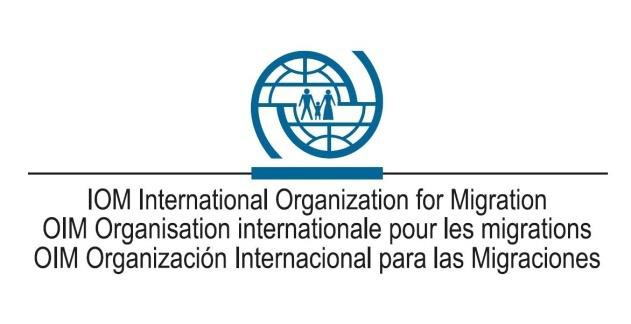 IOM International Organization for Migration
OIM Organisation internationale pour les migrations
OIM Organización Internacional para las Migraciones